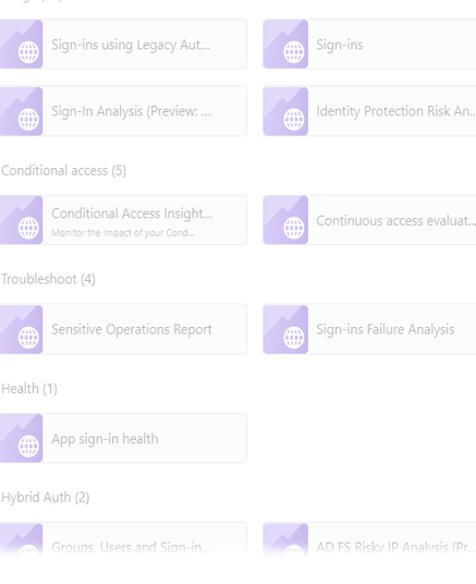 Sign-ins using Legacy Aut...
Sign-ins
Sign-In Analysis (Preview: ...
Identity Protection Risk An...
Conditional access (5)
Conditional Access Insight...
Monitor the impact of your Cond...
Continuous access evaluat...
Troubleshoot (4)
Sensitive Operations Report
Sign-ins Failure Analysis
Health (1)
App sign-in health
Hybrid Auth (2)
Groups, Users and Sign-in...
AD FS Risky IP Analysis (Pr...